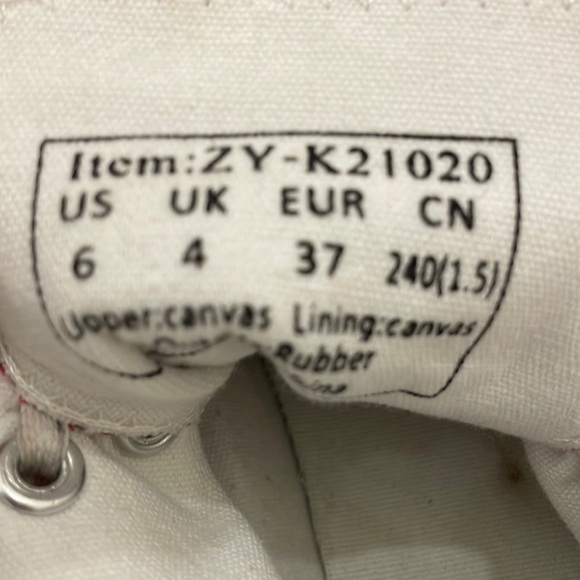 Item:ZY-K21020
US UK EUR CN
6 4 37 240(1.5)
Upper:canvas Lining:canvas
Rubber